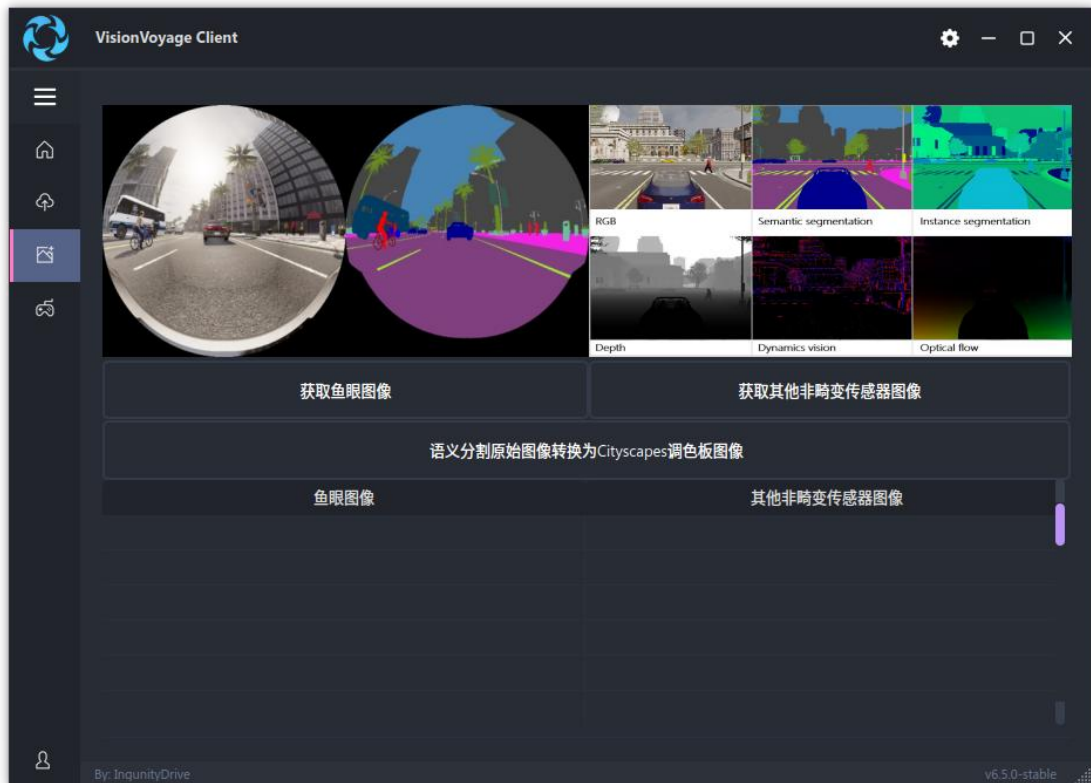 VisionVoyage Client
RGB
Semantic segmentation
Instance segmentation
Depth
Dynamics vision
Optical flow
获取鱼眼图像
获取其他非畸变传感器图像
语义分割原始图像转换为Cityscapes调色板图像
鱼眼图像
其他非畸变传感器图像
By: InqunityDrive
v6.5.0-stable